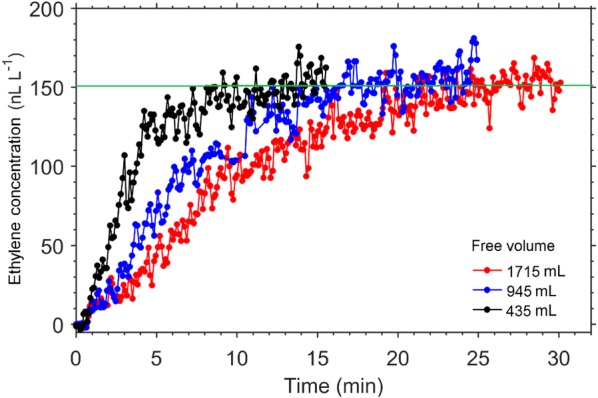 200
150
100
50
0
Ethylene concentration (nL L⁻¹)
Free volume
1715 mL
945 mL
435 mL
0 5 10 15 20 25 30
Time (min)